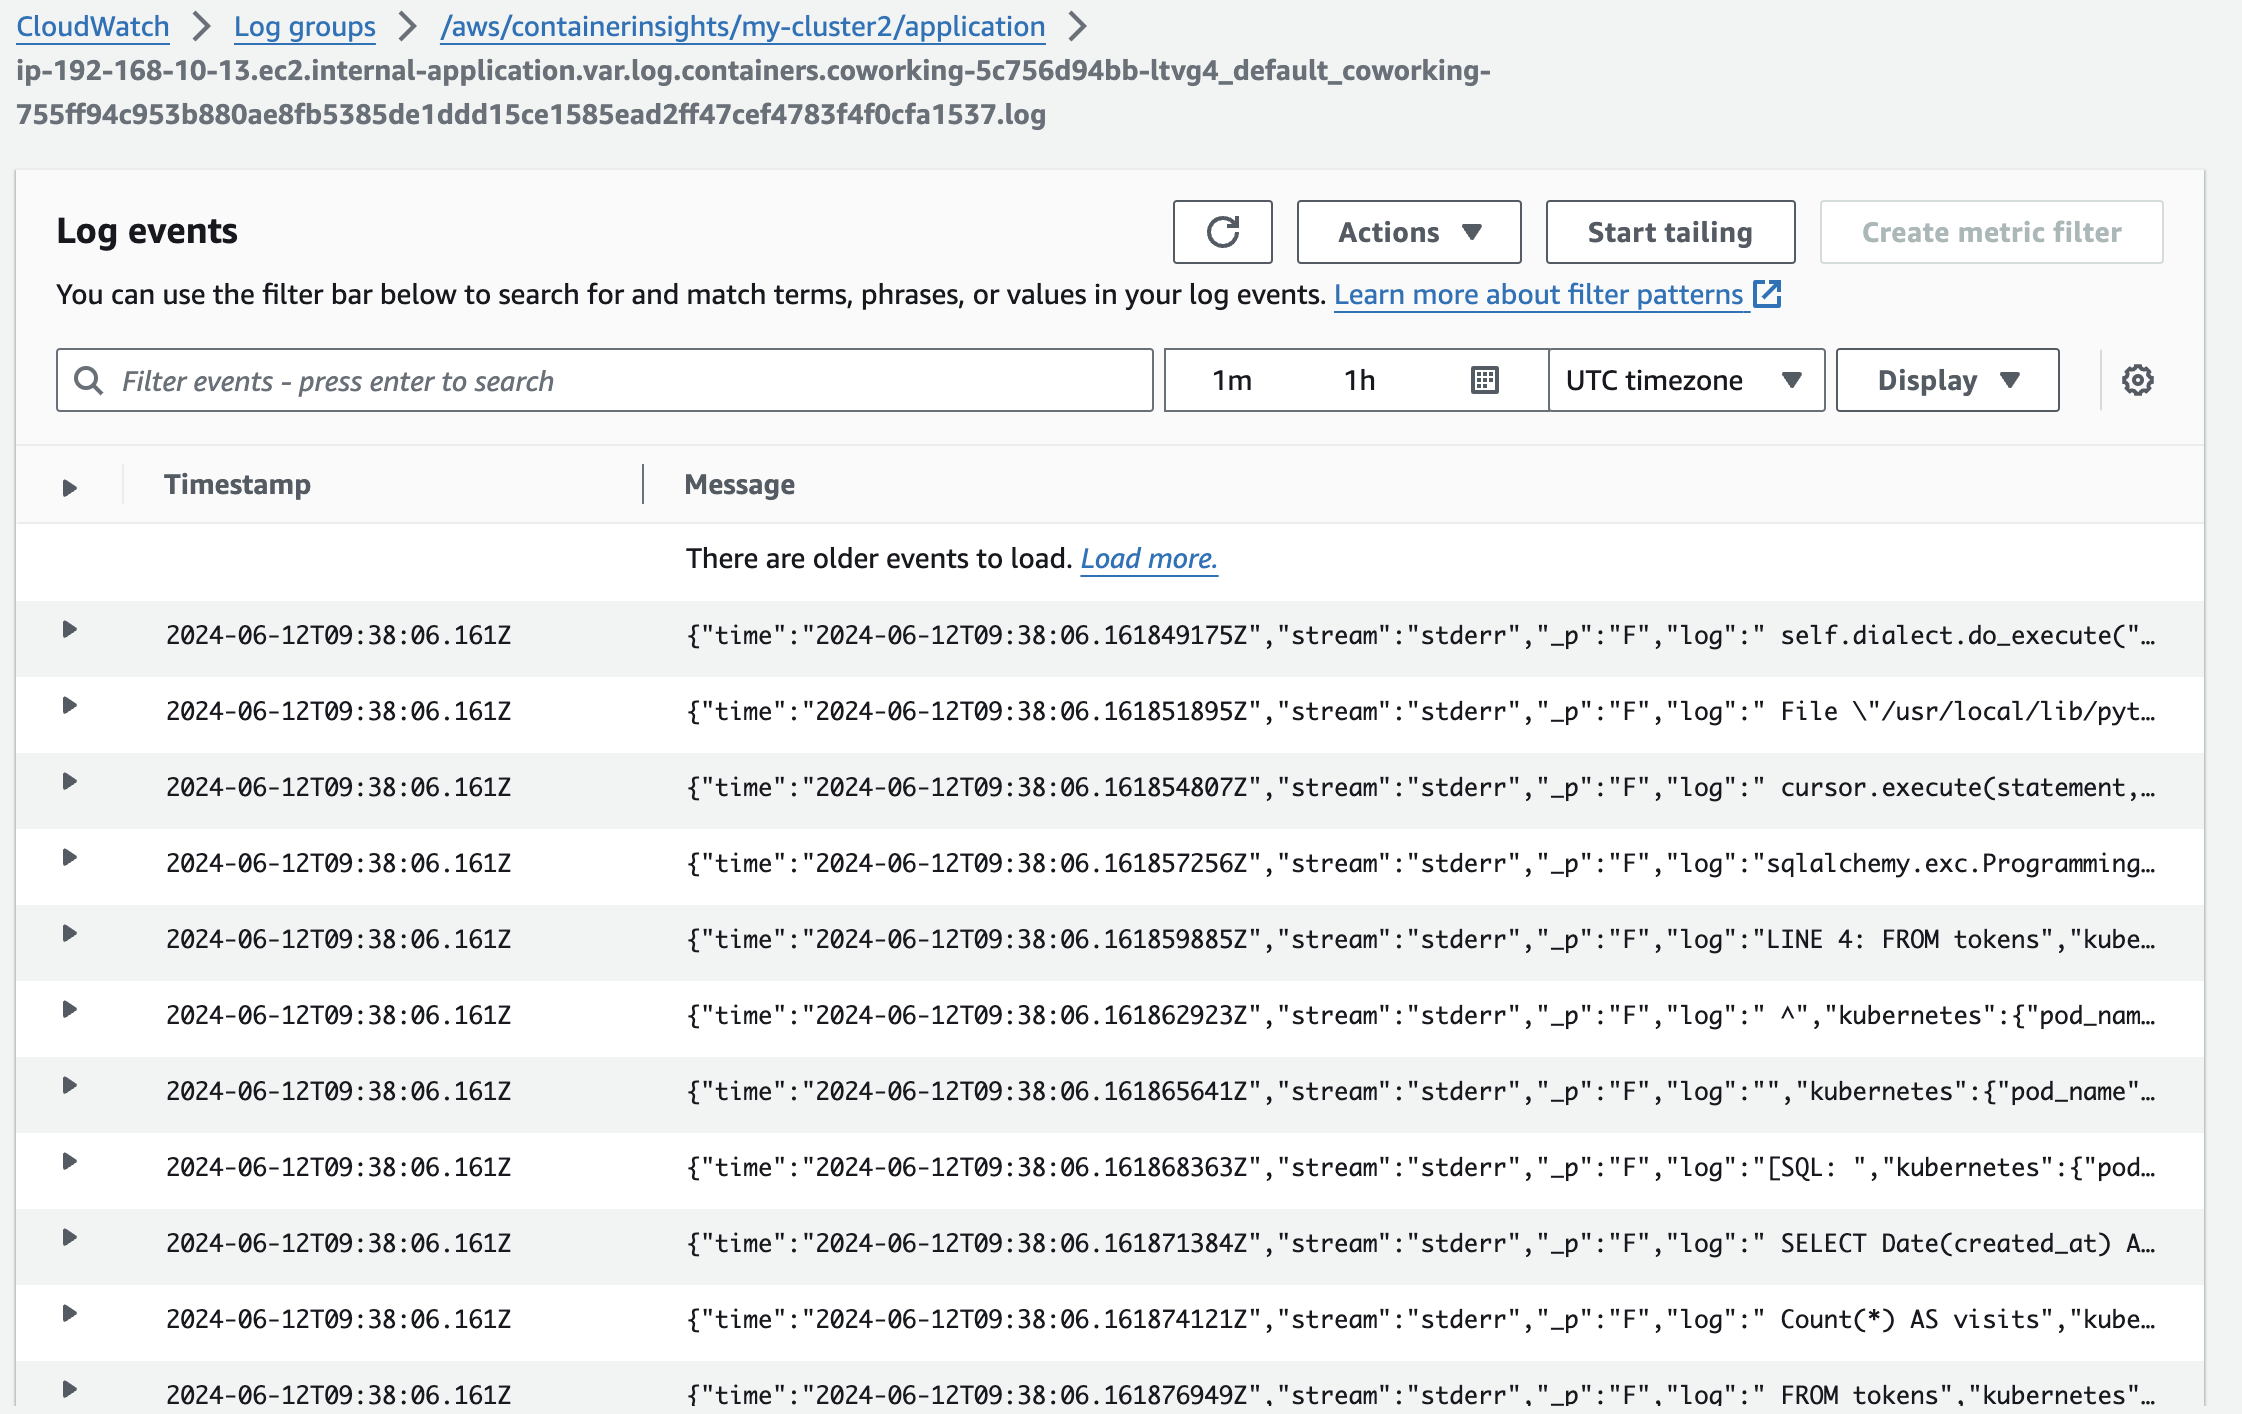 CloudWatch > Log groups > /aws/containerinsights/my-cluster2/application >
ip-192-168-10-13.ec2.internal-application.var.log.containers.coworking-5c756d94bb-ltvg4_default_coworking-
755ff94c953b880ae8fb5385de1ddd15ce1585ead2ff47cef4783f4f0cfa1537.log
Log events
Actions
Start tailing
Create metric filter
You can use the filter bar below to search for and match terms, phrases, or values in your log events. Learn more about filter patterns
Filter events - press enter to search
1m 1h
UTC timezone
Display
Timestamp Message
There are older events to load. Load more.
2024-06-12T09:38:06.161Z {"time":"2024-06-12T09:38:06.161849175Z","stream":"stderr","_p":"F","log":" self.dialect.do_execute("…
2024-06-12T09:38:06.161Z {"time":"2024-06-12T09:38:06.161851895Z","stream":"stderr","_p":"F","log":" File \"/usr/local/lib/pyt…
2024-06-12T09:38:06.161Z {"time":"2024-06-12T09:38:06.161854807Z","stream":"stderr","_p":"F","log":" cursor.execute(statement,…
2024-06-12T09:38:06.161Z {"time":"2024-06-12T09:38:06.161857256Z","stream":"stderr","_p":"F","log":"sqlalchemy.exc.Programming…
2024-06-12T09:38:06.161Z {"time":"2024-06-12T09:38:06.161859885Z","stream":"stderr","_p":"F","log":"LINE 4: FROM tokens","kube…
2024-06-12T09:38:06.161Z {"time":"2024-06-12T09:38:06.161862923Z","stream":"stderr","_p":"F","log":" ^","kubernetes":{"pod_nam…
2024-06-12T09:38:06.161Z {"time":"2024-06-12T09:38:06.161865641Z","stream":"stderr","_p":"F","log":"","kubernetes":{"pod_name"…
2024-06-12T09:38:06.161Z {"time":"2024-06-12T09:38:06.161868363Z","stream":"stderr","_p":"F","log":"[SQL: ","kubernetes":{"pod…
2024-06-12T09:38:06.161Z {"time":"2024-06-12T09:38:06.161871384Z","stream":"stderr","_p":"F","log":" SELECT Date(created_at) A…
2024-06-12T09:38:06.161Z {"time":"2024-06-12T09:38:06.161874121Z","stream":"stderr","_p":"F","log":" Count(*) AS visits","kube…
2024-06-12T09:38:06.161Z {"time":"2024-06-12T09:38:06.161876949Z","stream":"stderr","_p":"F","log":" FROM tokens","kubernetes"…